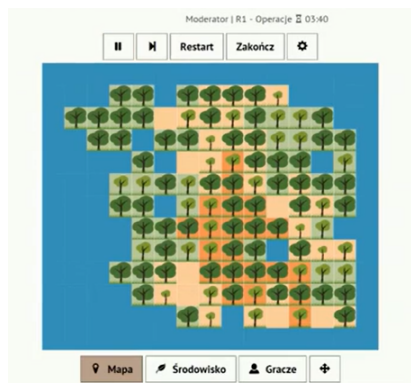 Moderator | R1 - Operacje ⏳ 03:40
Restart Zakończ
Mapa Środowisko Gracze